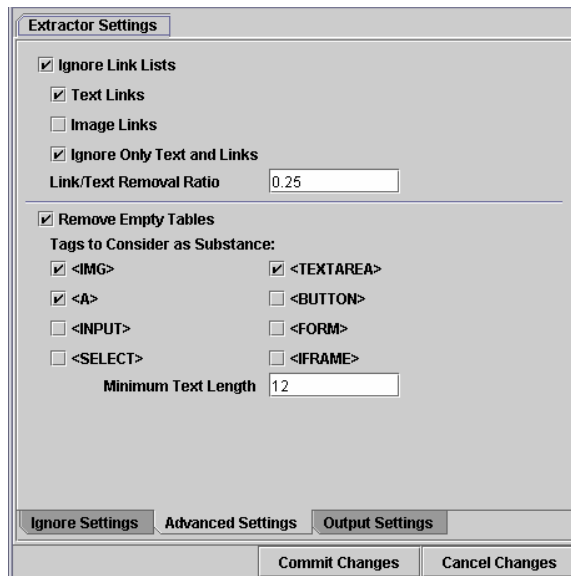 Extractor Settings
Ignore Link Lists
Text Links
Image Links
Ignore Only Text and Links
Link/Text Removal Ratio 0.25
Remove Empty Tables
Tags to Consider as Substance:
<IMG> <TEXTAREA>
<A> <BUTTON>
<INPUT> <FORM>
<SELECT> <IFRAME>
Minimum Text Length 12
Ignore Settings Advanced Settings Output Settings
Commit Changes Cancel Changes